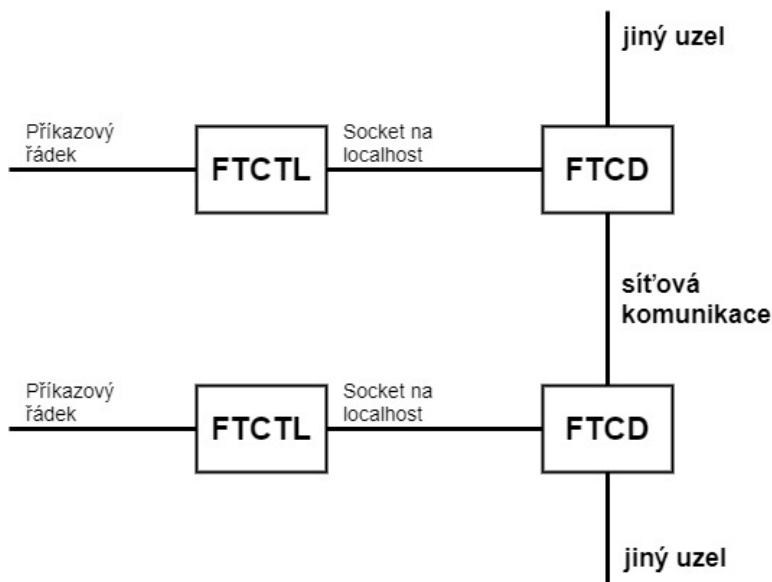 jiný uzel
Příkazový
řádek
FTCTL
Socket na
localhost
FTCD
síťová
komunikace
Příkazový
řádek
FTCTL
Socket na
localhost
FTCD
jiný uzel